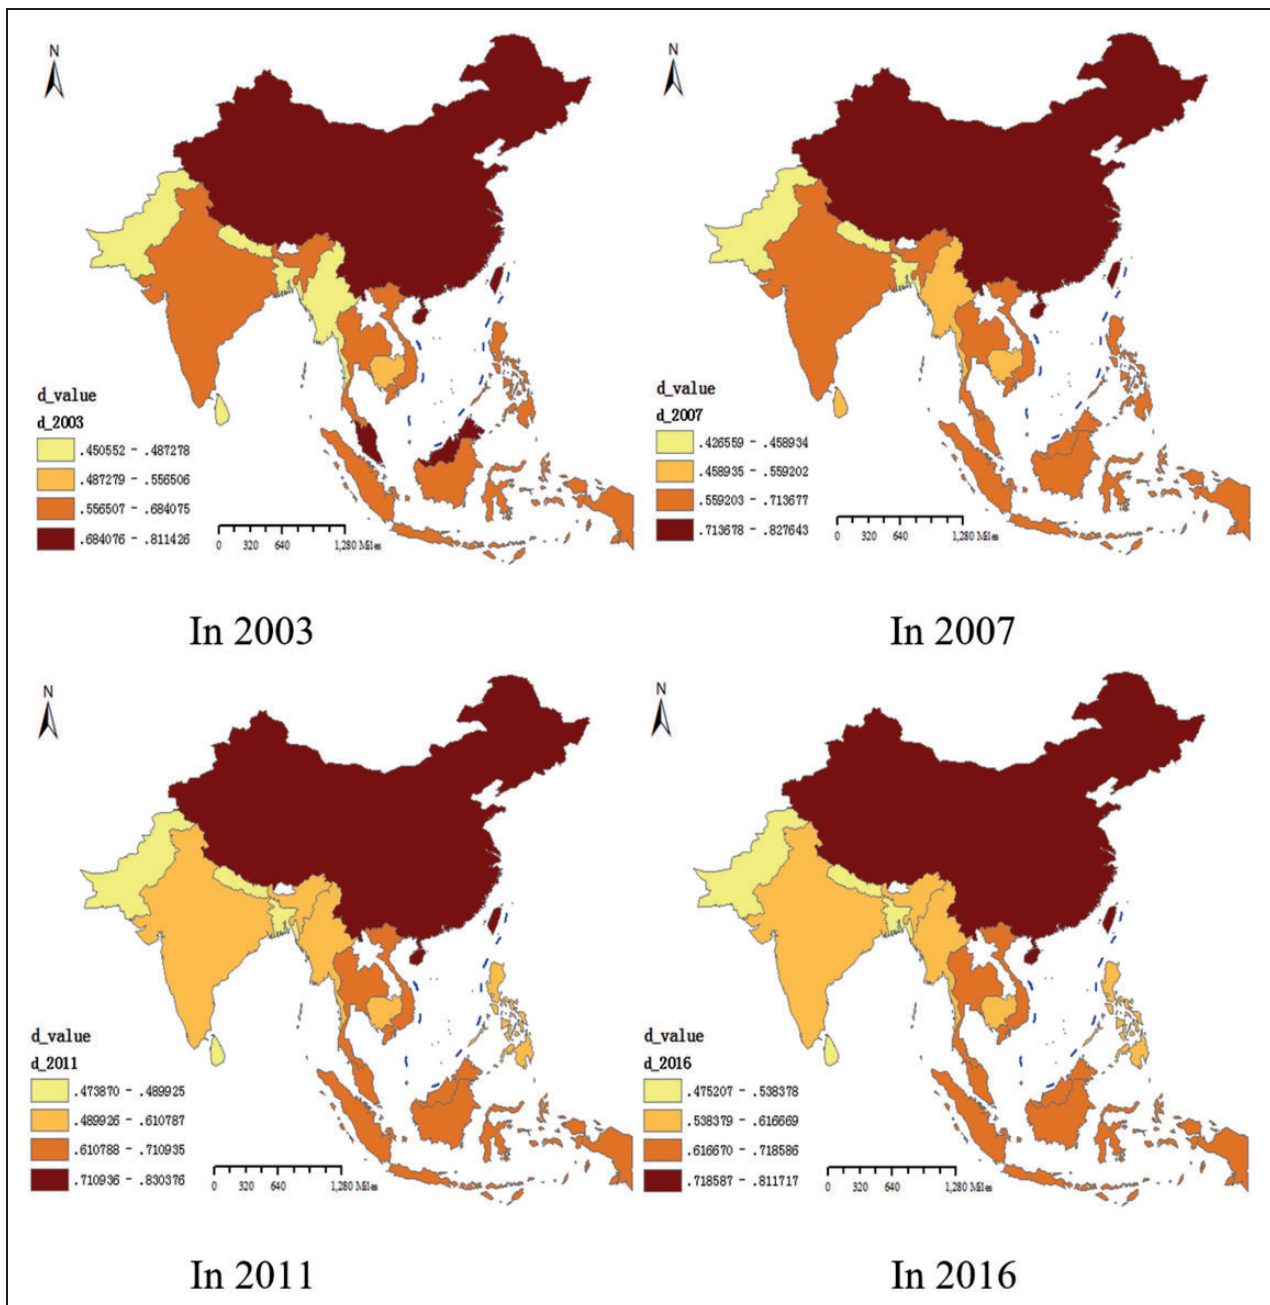 N
d_value
d_2003
.450552 - .487278
.487279 - .556506
.556507 - .684075
.684076 - .811426
0 320 640 1,280 Miles
In 2003
N
d_value
d_2007
.426559 - .458934
.458935 - .559202
.559203 - .713677
.713678 - .827643
0 320 640 1,280 Miles
In 2007
N
d_value
d_2011
.473870 - .489925
.489926 - .610787
.610788 - .710935
.710936 - .830376
0 320 640 1,280 Miles
In 2011
N
d_value
d_2016
.475207 - .538378
.538379 - .616669
.616670 - .718586
.718587 - .811717
0 320 640 1,280 Miles
In 2016